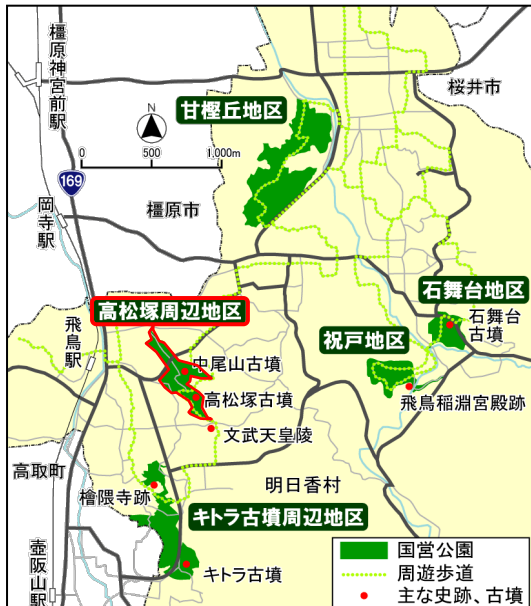 橿原神宮前駅
桜井市
甘樫丘地区
N
0 500 1,000m
169
岡寺駅
橿原市
高松塚周辺地区
石舞台地区
石舞台
古墳
飛鳥駅
祝戸地区
中尾山古墳
高松塚古墳
飛鳥稲淵宮殿跡
文武天皇陵
高取町
檜隈寺跡
明日香村
キトラ古墳周辺地区
壺阪山駅
キトラ古墳
国営公園
周遊歩道
主な史跡、古墳